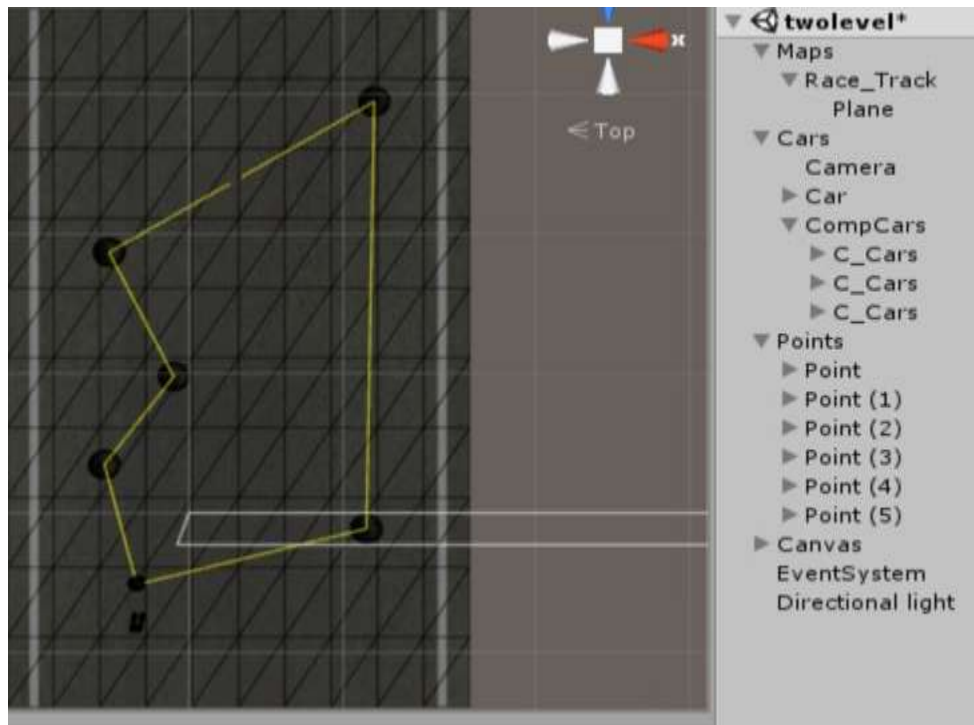 x
Top
twolevel*
Maps
Race_Track
Plane
Cars
Camera
Car
CompCars
C_Cars
C_Cars
C_Cars
Points
Point
Point (1)
Point (2)
Point (3)
Point (4)
Point (5)
Canvas
EventSystem
Directional light